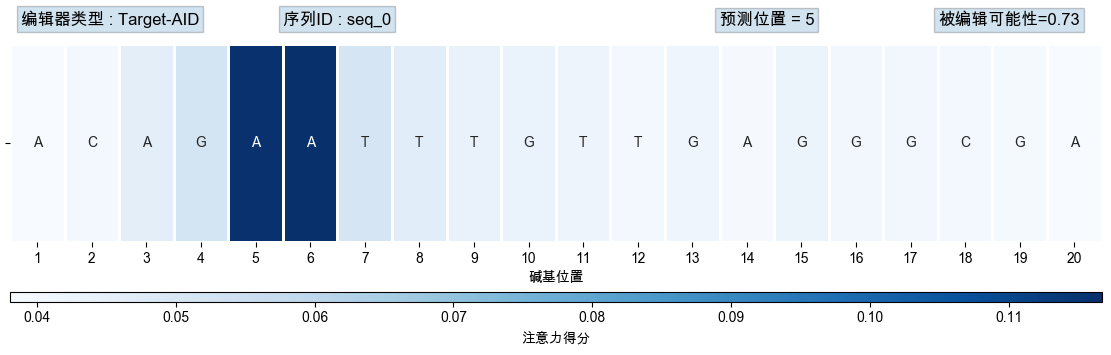 编辑器类型 : Target-AID 序列ID : seq_0 预测位置 = 5 被编辑可能性=0.73
A C A G A A T T T G T T G A G G G C G A
1 2 3 4 5 6 7 8 9 10 11 12 13 14 15 16 17 18 19 20
碱基位置
0.04 0.05 0.06 0.07 0.08 0.09 0.10 0.11
注意力得分